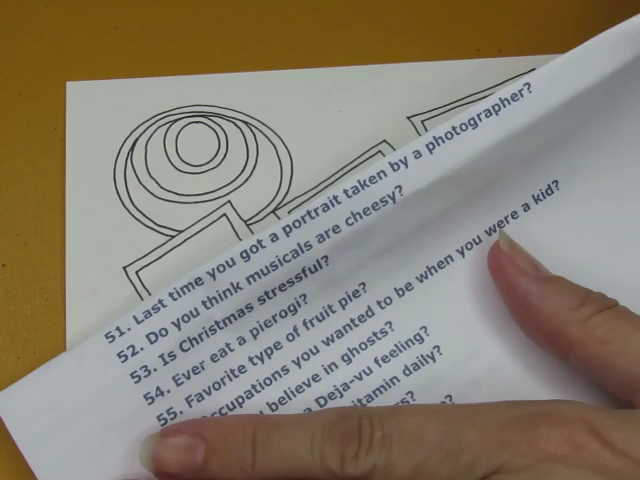 51. Last time you got a portrait taken by a photographer?
52. Do you think musicals are cheesy?
53. Is Christmas stressful?
54. Ever eat a pierogi?
55. Favorite type of fruit pie?
Occupations you wanted to be when you were a kid?
believe in ghosts?
a Deja-vu feeling?
vitamin daily?